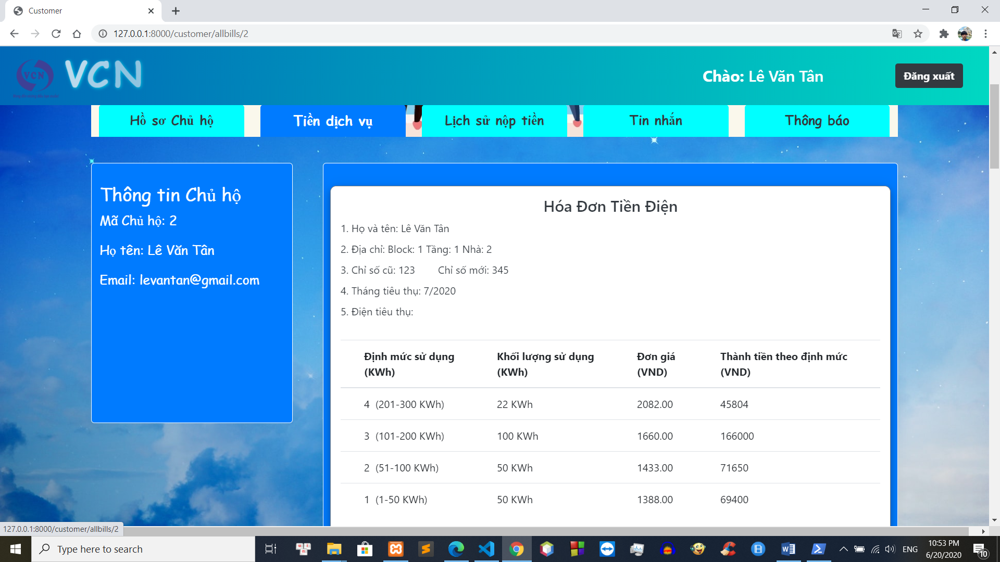 Customer
127.0.0.1:8000/customer/allbills/2
VCN
VCN
Chào: Lê Văn Tân
Đăng xuất
Hồ sơ Chủ hộ
Tiền dịch vụ
Lịch sử nộp tiền
Tin nhắn
Thông báo
Thông tin Chủ hộ
Mã Chủ hộ: 2
Họ tên: Lê Văn Tân
Email: levantan@gmail.com
Hóa Đơn Tiền Điện
1. Họ và tên: Lê Văn Tân
2. Địa chỉ: Block: 1 Tầng: 1 Nhà: 2
3. Chỉ số cũ: 123 Chỉ số mới: 345
4. Tháng tiêu thụ: 7/2020
5. Điện tiêu thụ:
Định mức sử dụng (KWh) Khối lượng sử dụng (KWh) Đơn giá (VND) Thành tiền theo định mức (VND)
4 (201-300 KWh) 22 KWh 2082.00 45804
3 (101-200 KWh) 100 KWh 1660.00 166000
2 (51-100 KWh) 50 KWh 1433.00 71650
1 (1-50 KWh) 50 KWh 1388.00 69400
127.0.0.1:8000/customer/allbills/2
Type here to search
ENG
10:53 PM
6/20/2020
10